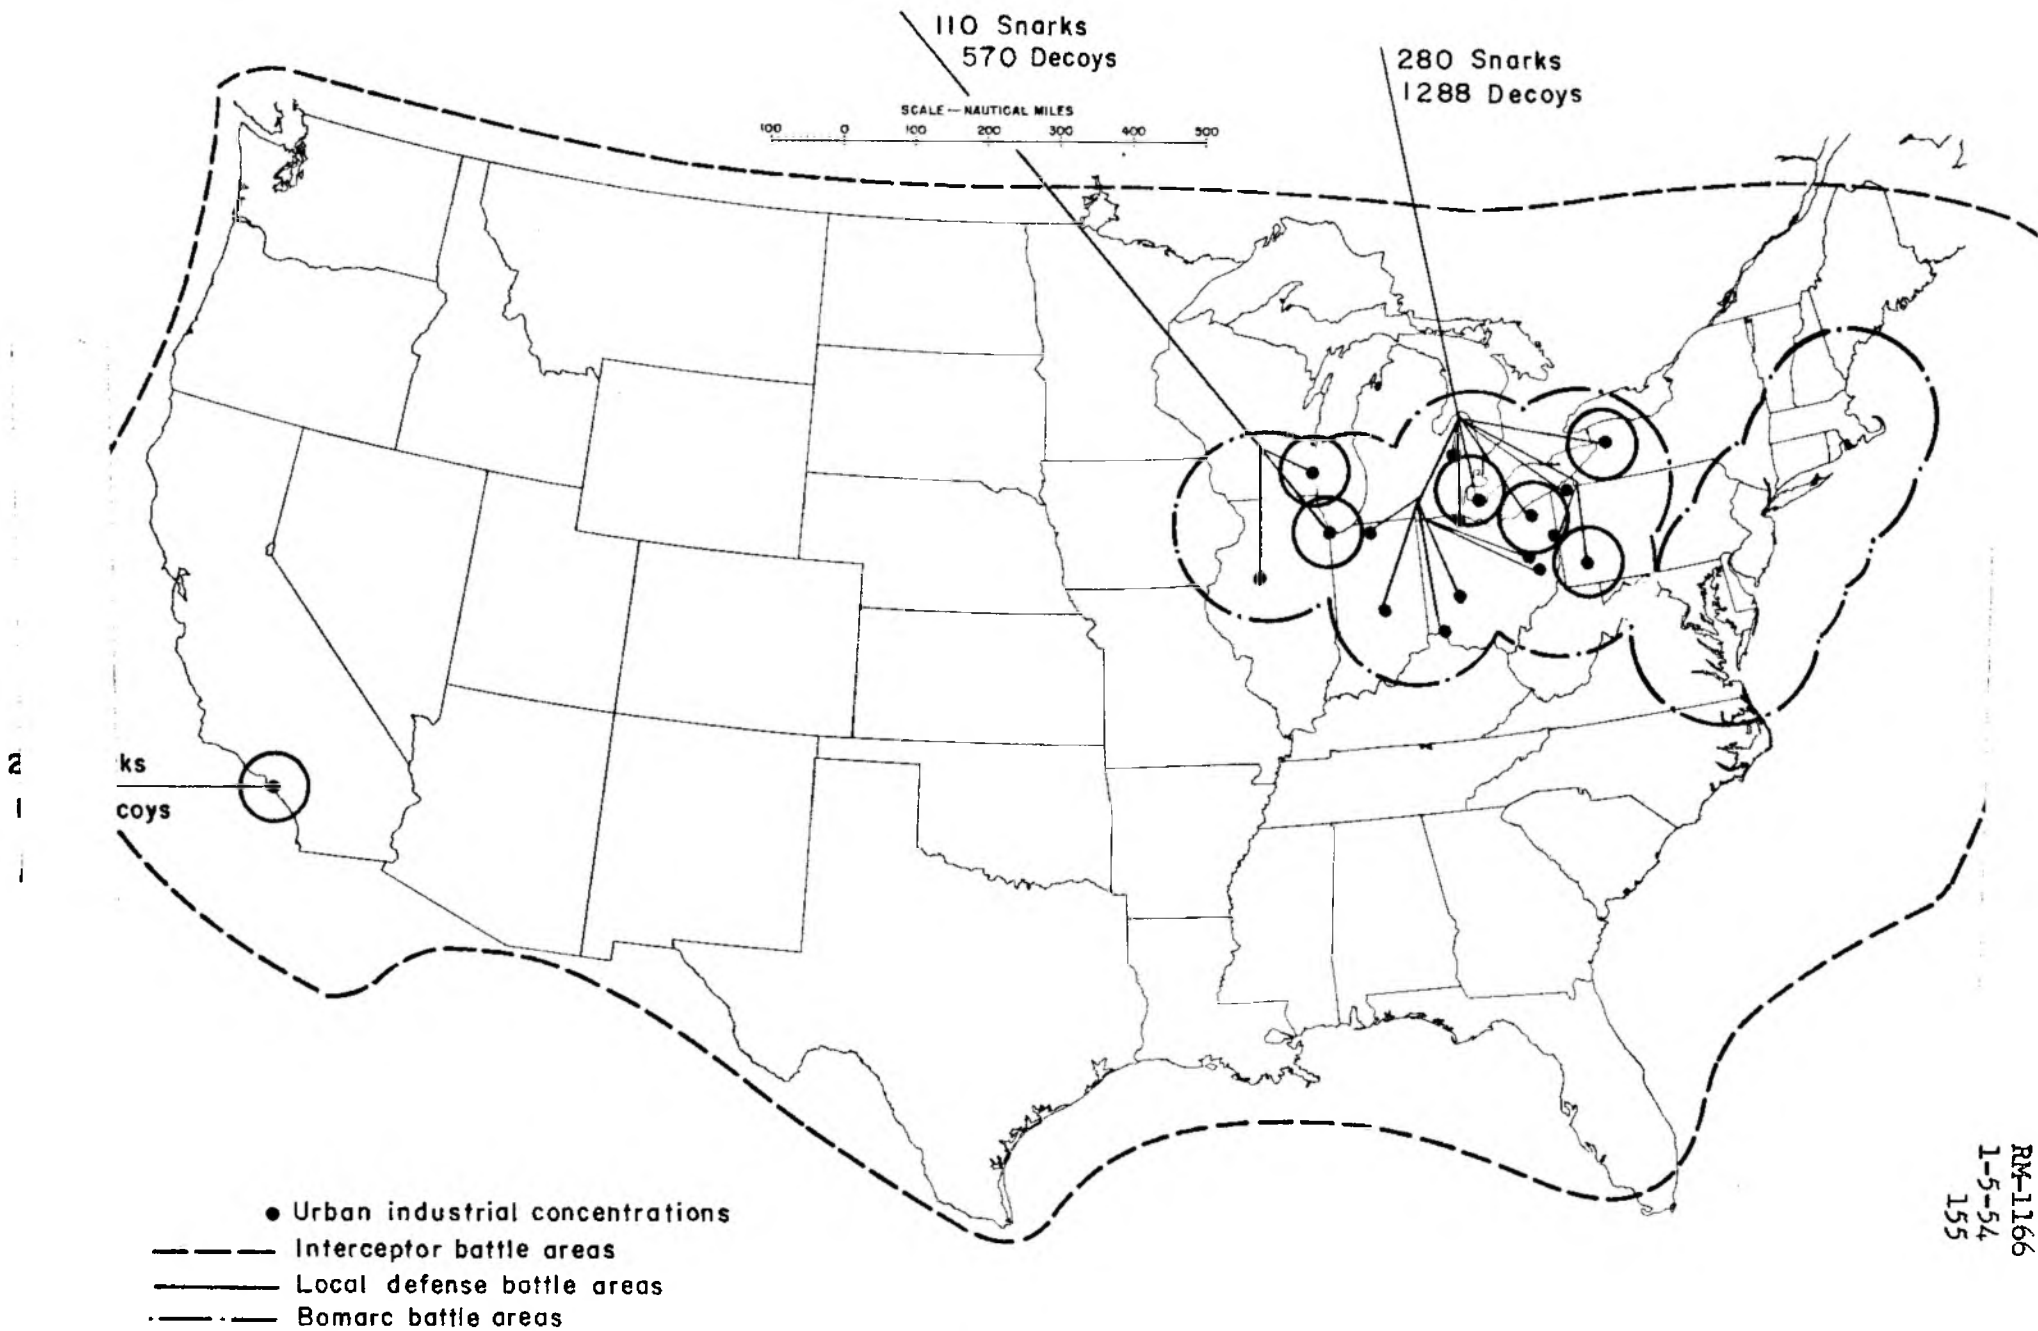 110 Snarks
570 Decoys
280 Snarks
1288 Decoys
SCALE—NAUTICAL MILES
100 0 100 200 300 400 500
ks
coys
Urban industrial concentrations
Interceptor battle areas
Local defense battle areas
Bomarc battle areas
RM-1166
1-5-54
155